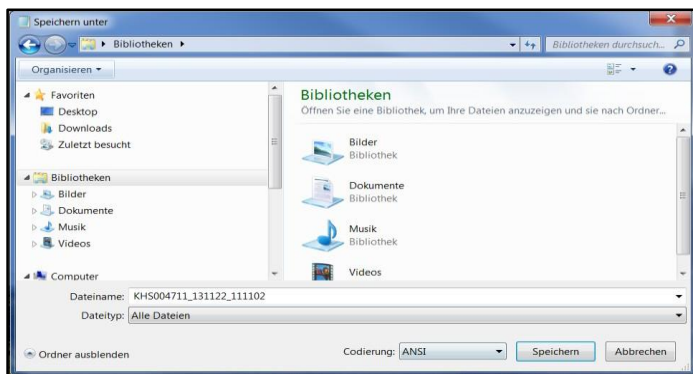 Speichern unter
Bibliotheken
Bibliotheken durchsuch...
Organisieren
Favoriten
Desktop
Downloads
Zuletzt besucht
Bibliotheken
Bilder
Dokumente
Musik
Videos
Computer
Bibliotheken
Öffnen Sie eine Bibliothek, um Ihre Dateien anzuzeigen und sie nach Ordner...
Bilder
Bibliothek
Dokumente
Bibliothek
Musik
Bibliothek
Videos
Dateiname: KHS004711_131122_111102
Dateityp: Alle Dateien
Ordner ausblenden Codierung: ANSI Speichern Abbrechen